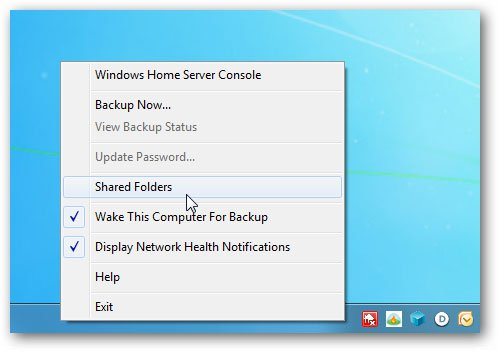 Windows Home Server Console
Backup Now...
View Backup Status
Update Password...
Shared Folders
Wake This Computer For Backup
Display Network Health Notifications
Help
Exit
D